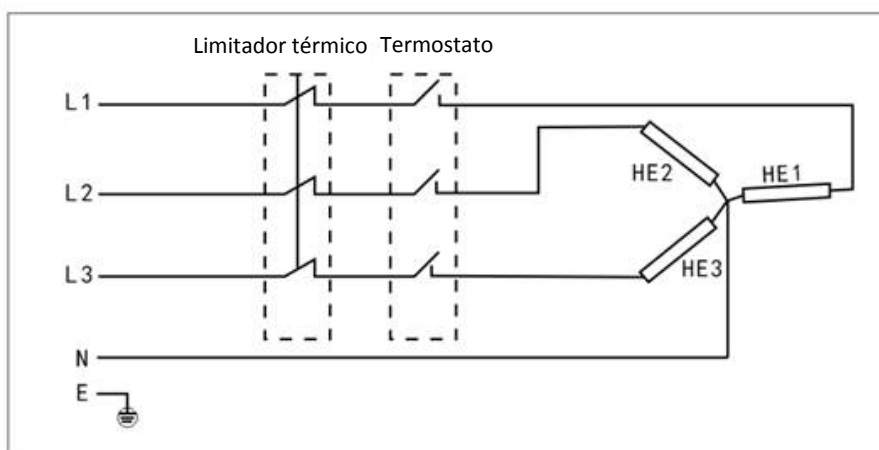 Limitador térmico Termostato
L1
HE2
HE1
L2
HE3
L3
N
E